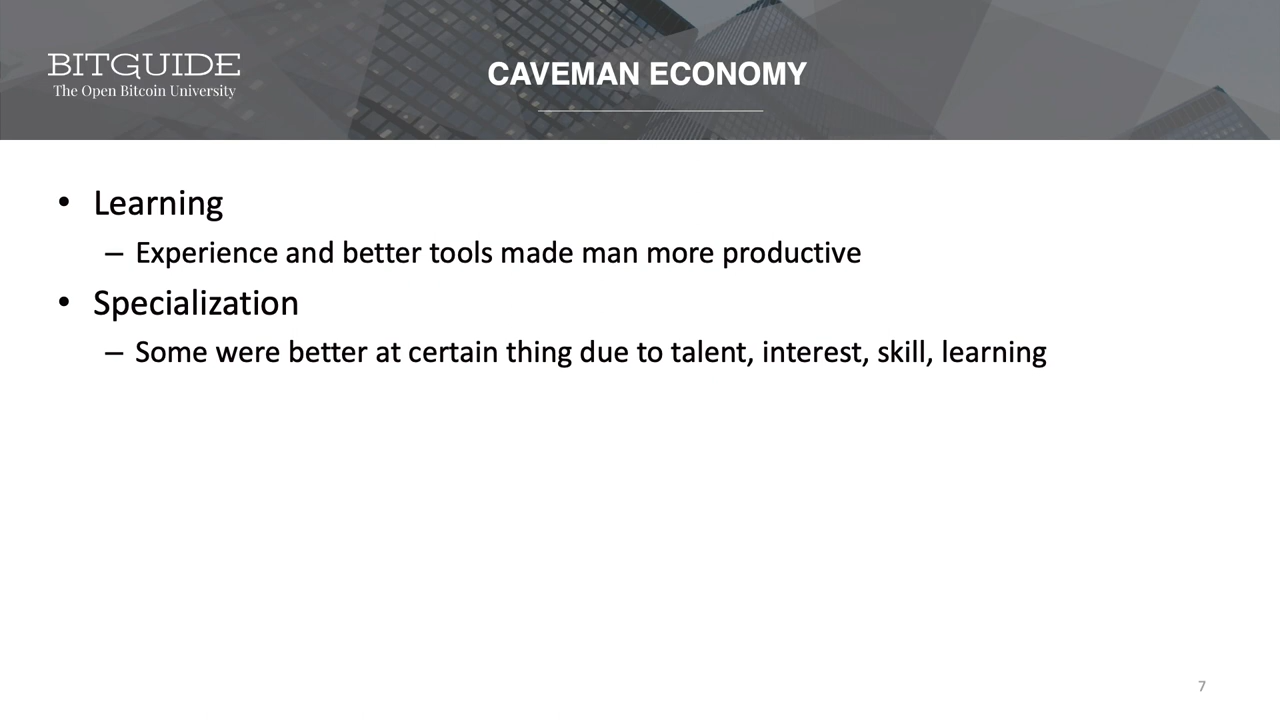 BITGUIDE
The Open Bitcoin University
CAVEMAN ECONOMY
• Learning
– Experience and better tools made man more productive
• Specialization
– Some were better at certain thing due to talent, interest, skill, learning
7